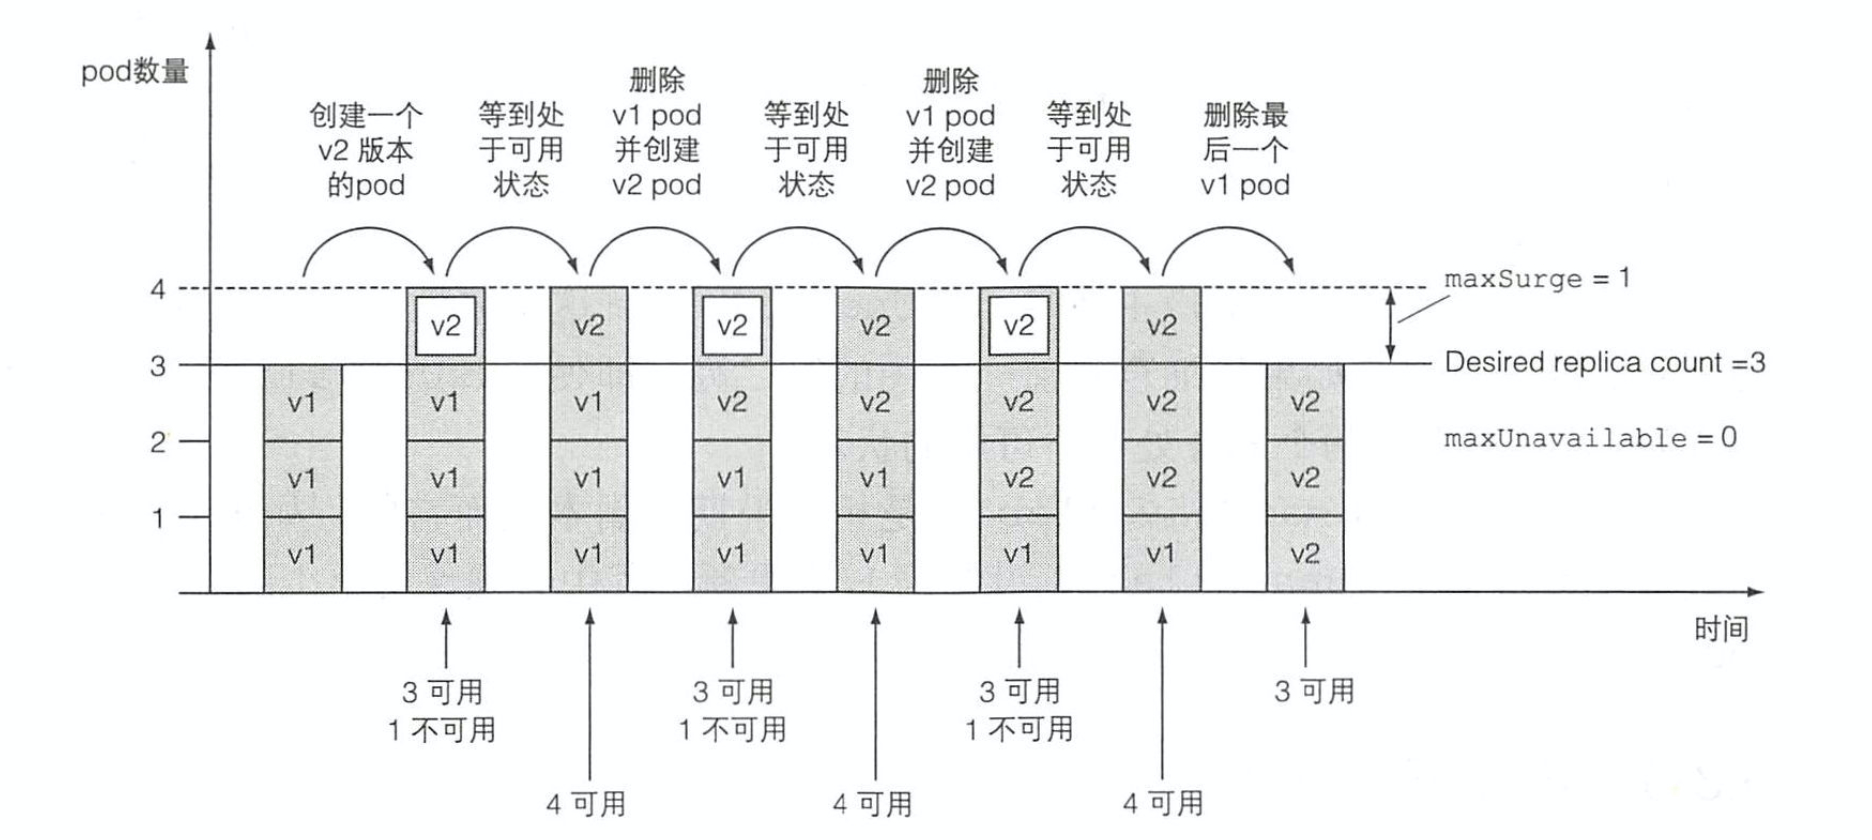 pod数量
创建一个
v2 版本
的pod
等到处
于可用
状态
删除
v1 pod
并创建
v2 pod
等到处
于可用
状态
删除
v1 pod
并创建
v2 pod
等到处
于可用
状态
删除最
后一个
v1 pod
4
maxSurge = 1
v2 v2 v2 v2 v2 v2
3
Desired replica count =3
v1 v1 v1 v2 v2 v2 v2 v2
2
maxUnavailable = 0
v1 v1 v1 v1 v1 v2 v2 v2
1
v1 v1 v1 v1 v1 v1 v1 v2
时间
3 可用
1 不可用
3 可用
1 不可用
3 可用
1 不可用
3 可用
4 可用
4 可用
4 可用